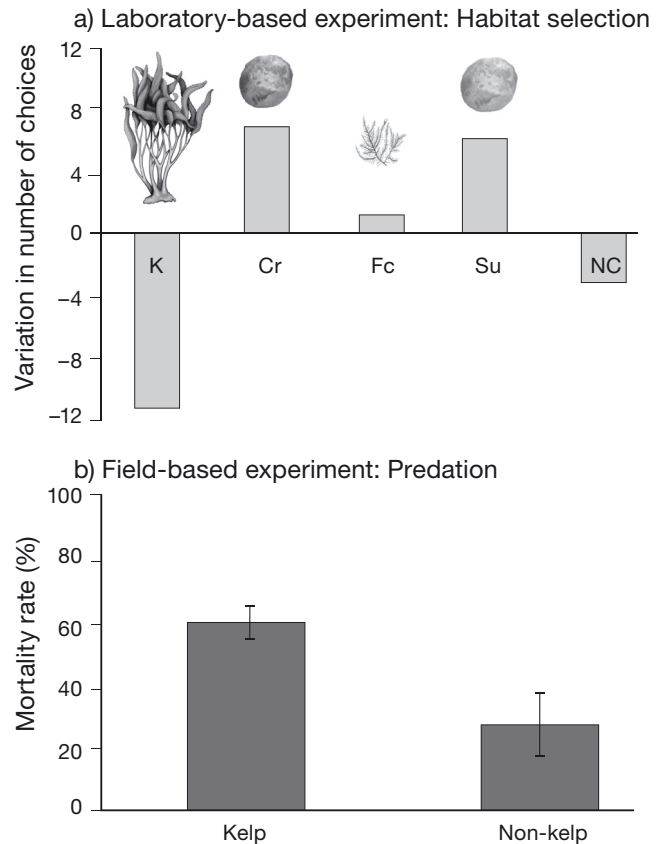 a) Laboratory-based experiment: Habitat selection
Variation in number of choices
12
8
4
0
−4
−8
−12
K
Cr
Fc
Su
NC
b) Field-based experiment: Predation
Mortality rate (%)
100
80
60
40
20
0
Kelp
Non-kelp